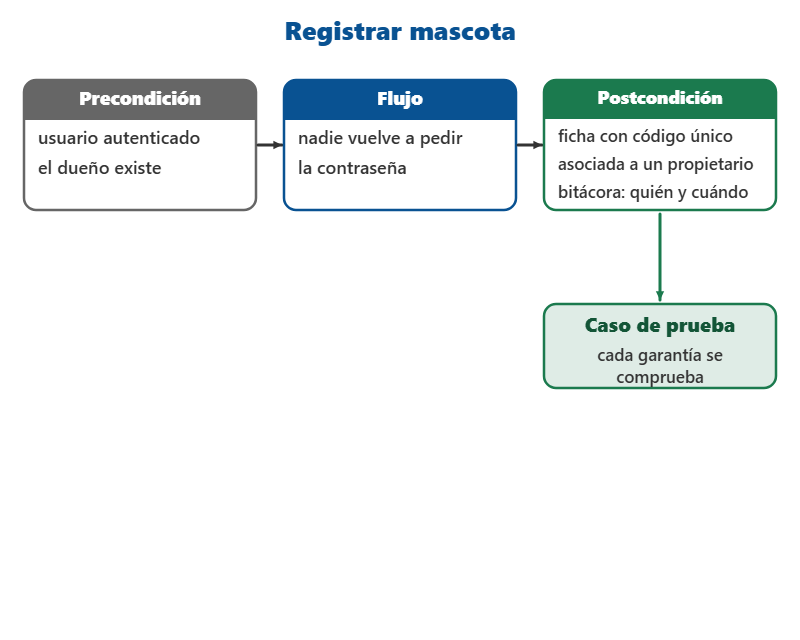 Registrar mascota
Precondición
usuario autenticado
el dueño existe
Flujo
nadie vuelve a pedir
la contraseña
Postcondición
ficha con código único
asociada a un propietario
bitácora: quién y cuándo
Caso de prueba
cada garantía se
comprueba